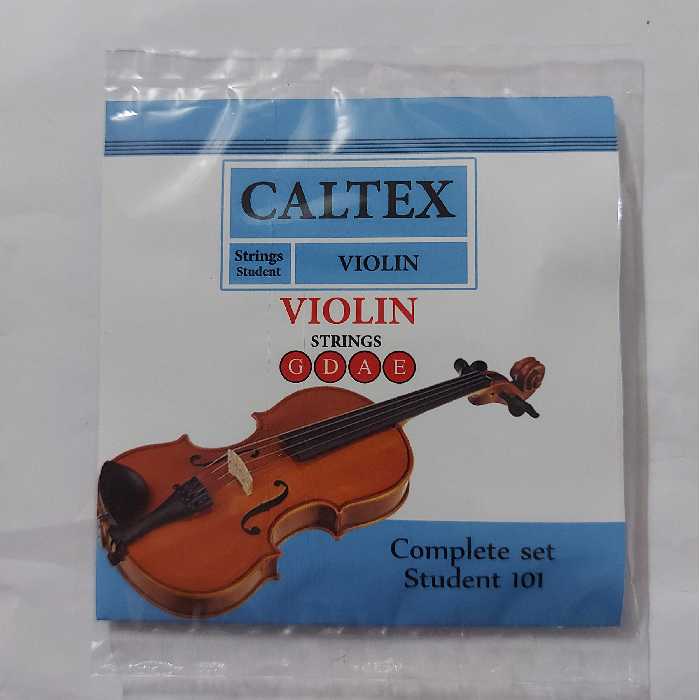 CALTEX
Strings
Student
VIOLIN
VIOLIN
STRINGS
G D A E
Complete set
Student 101